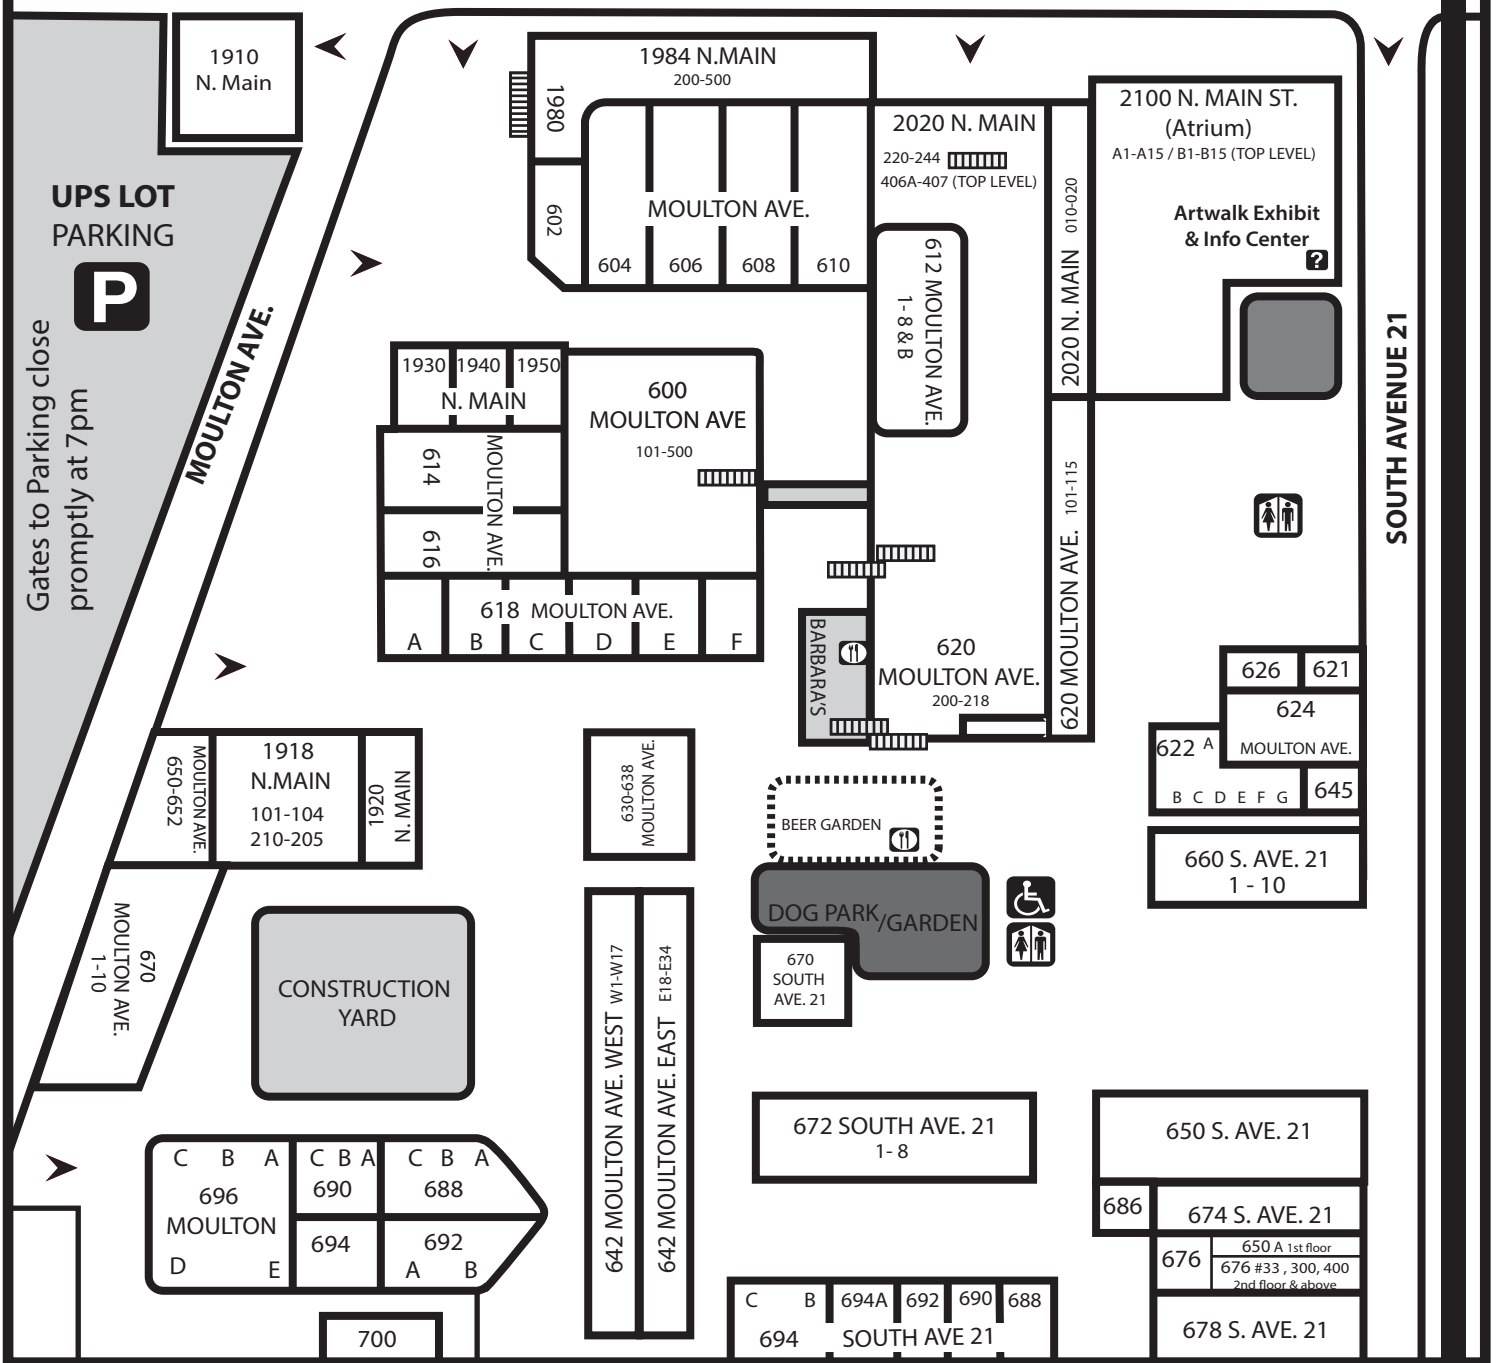 1910
N. Main
UPS LOT
PARKING
P
Gates to Parking close
promptly at 7pm
MOULTON AVE.
1984 N.MAIN
200-500
1980
602
MOULTON AVE.
604
606
608
610
2020 N. MAIN
220-244
406A-407 (TOP LEVEL)
612 MOULTON AVE.
1- 8 & B
2020 N. MAIN 010-020
2100 N. MAIN ST.
(Atrium)
A1-A15 / B1-B15 (TOP LEVEL)
Artwalk Exhibit
& Info Center
?
SOUTH AVENUE 21
1930
1940
1950
N. MAIN
600
MOULTON AVE
101-500
614
616
MOULTON AVE.
618 MOULTON AVE.
A
B
C
D
E
F
BARBARA'S
620
MOULTON AVE.
200-218
620 MOULTON AVE. 101-115
626
621
624
MOULTON AVE.
622 A
B C D E F G
645
660 S. AVE. 21
1 - 10
650-652
MOULTON AVE.
1918
N.MAIN
101-104
210-205
1920
N. MAIN
630-638
MOULTON AVE.
BEER GARDEN
DOG PARK/GARDEN
670
SOUTH
AVE. 21
670
MOULTON AVE.
1-10
CONSTRUCTION
YARD
642 MOULTON AVE. WEST W1-W17
642 MOULTON AVE. EAST E18-E34
672 SOUTH AVE. 21
1- 8
650 S. AVE. 21
686
674 S. AVE. 21
676
650 A 1st floor
676 #33 , 300, 400
2nd floor & above
678 S. AVE. 21
C B A
696
MOULTON
D E
C B A
690
694
C B A
688
692
A B
700
C B
694
694A
692
690
688
SOUTH AVE 21